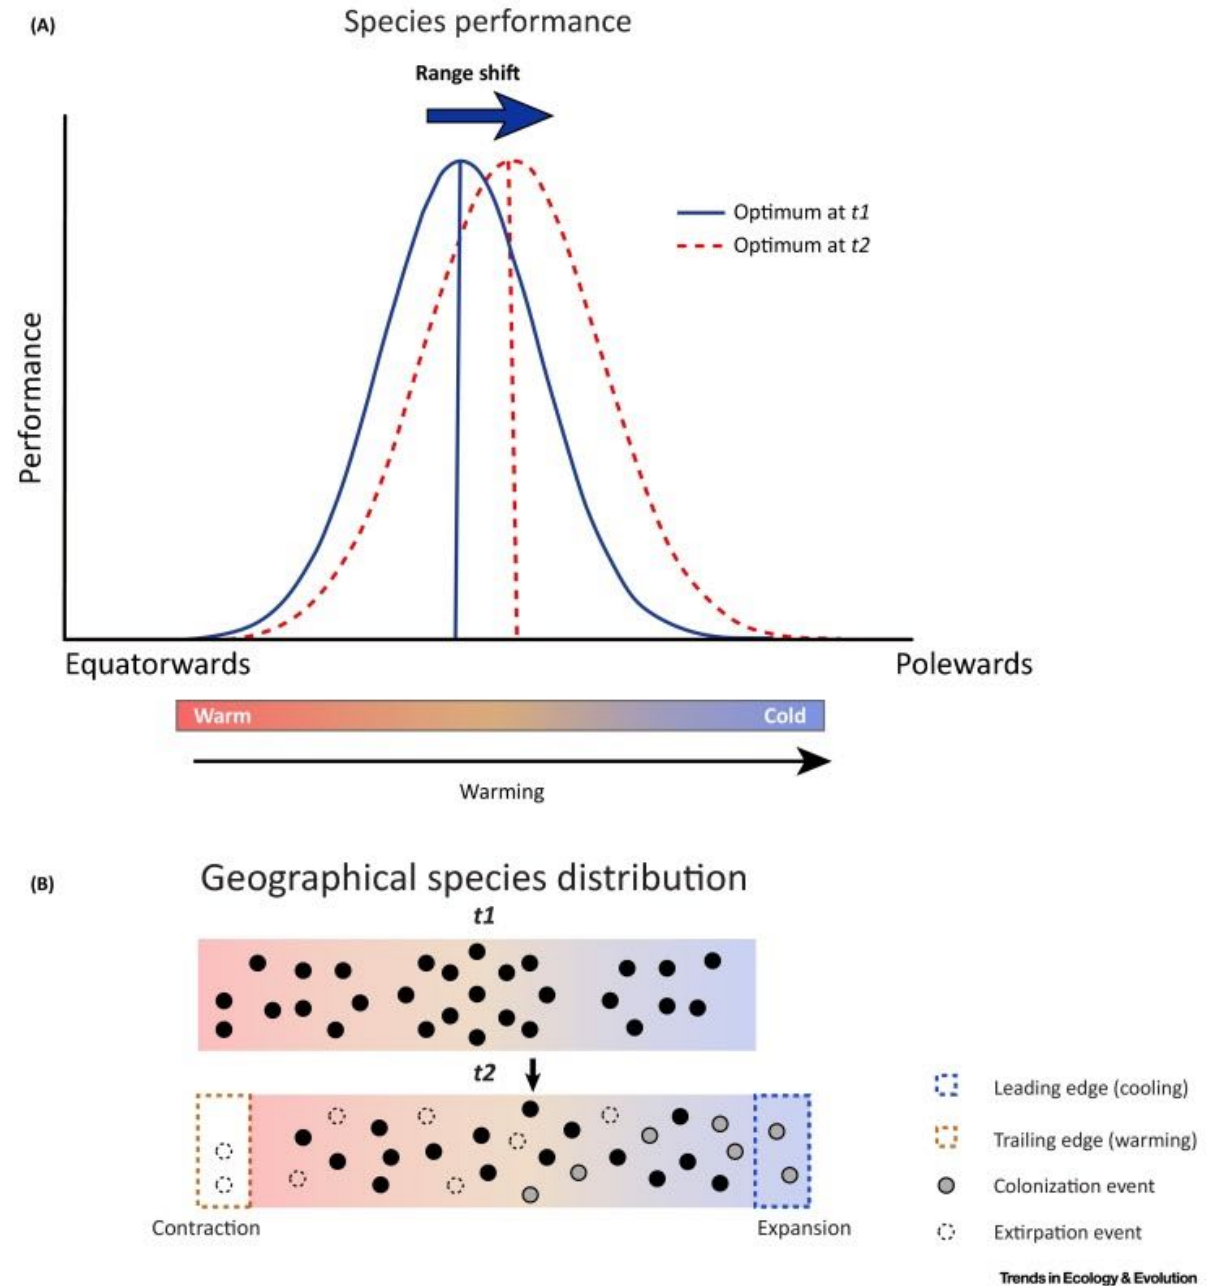 (A)
Species performance
Range shift
Optimum at t1
Optimum at t2
Performance
Equatorwards
Polewards
Warm
Cold
Warming
(B)
Geographical species distribution
t1
t2
Contraction
Expansion
Leading edge (cooling)
Trailing edge (warming)
Colonization event
Extirpation event
Trends in Ecology & Evolution